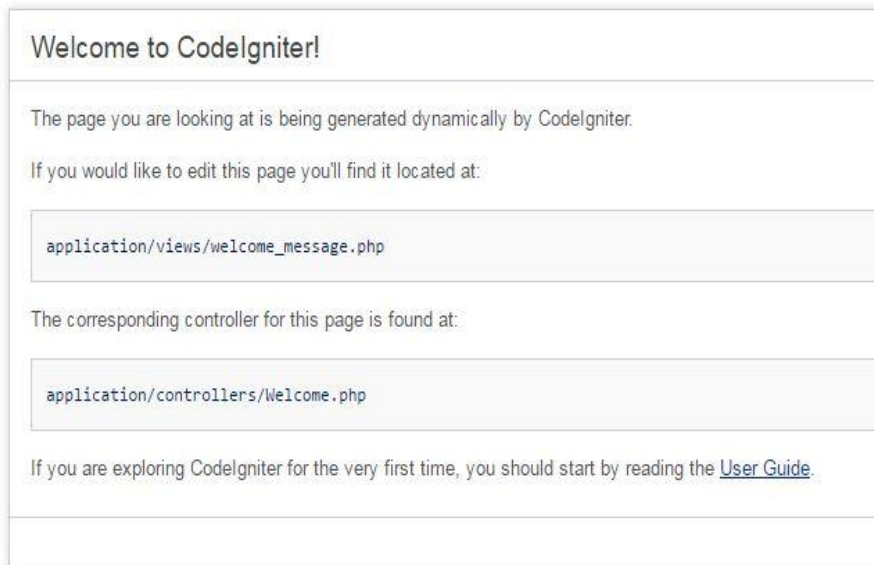 Welcome to CodeIgniter!
The page you are looking at is being generated dynamically by CodeIgniter.
If you would like to edit this page you'll find it located at:
application/views/welcome_message.php
The corresponding controller for this page is found at:
application/controllers/Welcome.php
If you are exploring CodeIgniter for the very first time, you should start by reading the User Guide.